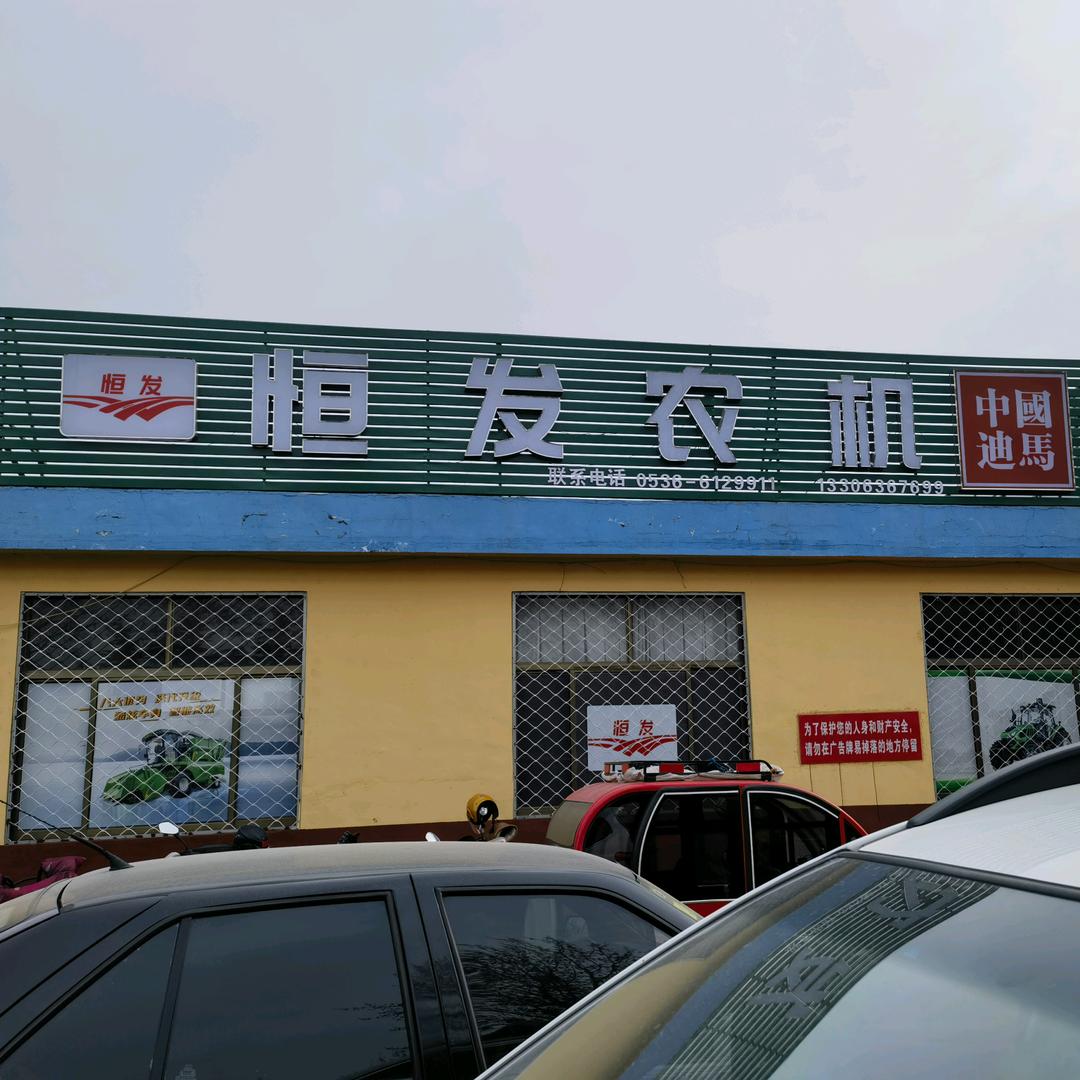 恒发
恒发农机
中國
迪馬
联系电话 0536-6129911 13306367699
恒发
为了保护您的人身和财产安全，
请勿在广告牌易掉落的地方停留